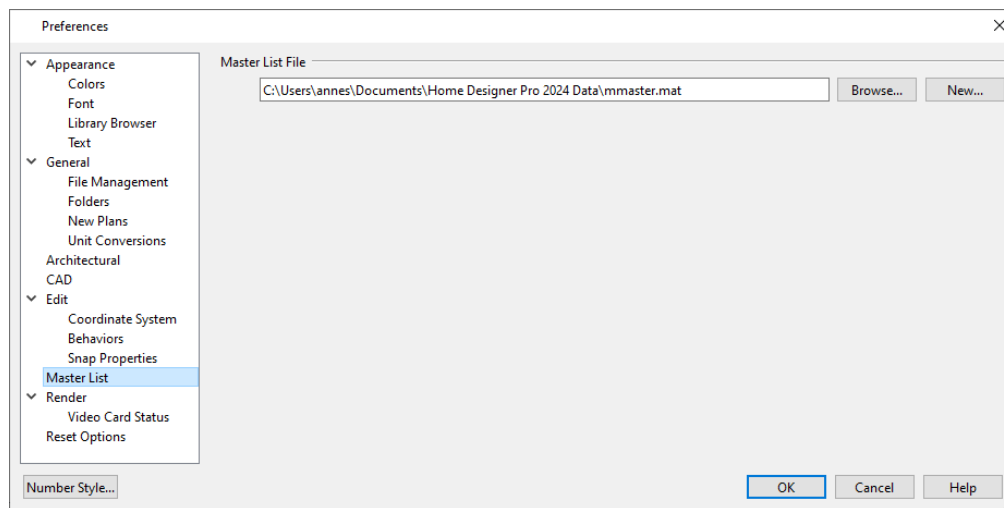 Preferences
Appearance
Colors
Font
Library Browser
Text
General
File Management
Folders
New Plans
Unit Conversions
Architectural
CAD
Edit
Coordinate System
Behaviors
Snap Properties
Master List
Render
Video Card Status
Reset Options
Master List File
C:\Users\annes\Documents\Home Designer Pro 2024 Data\mmaster.mat
Browse...
New...
Number Style...
OK
Cancel
Help